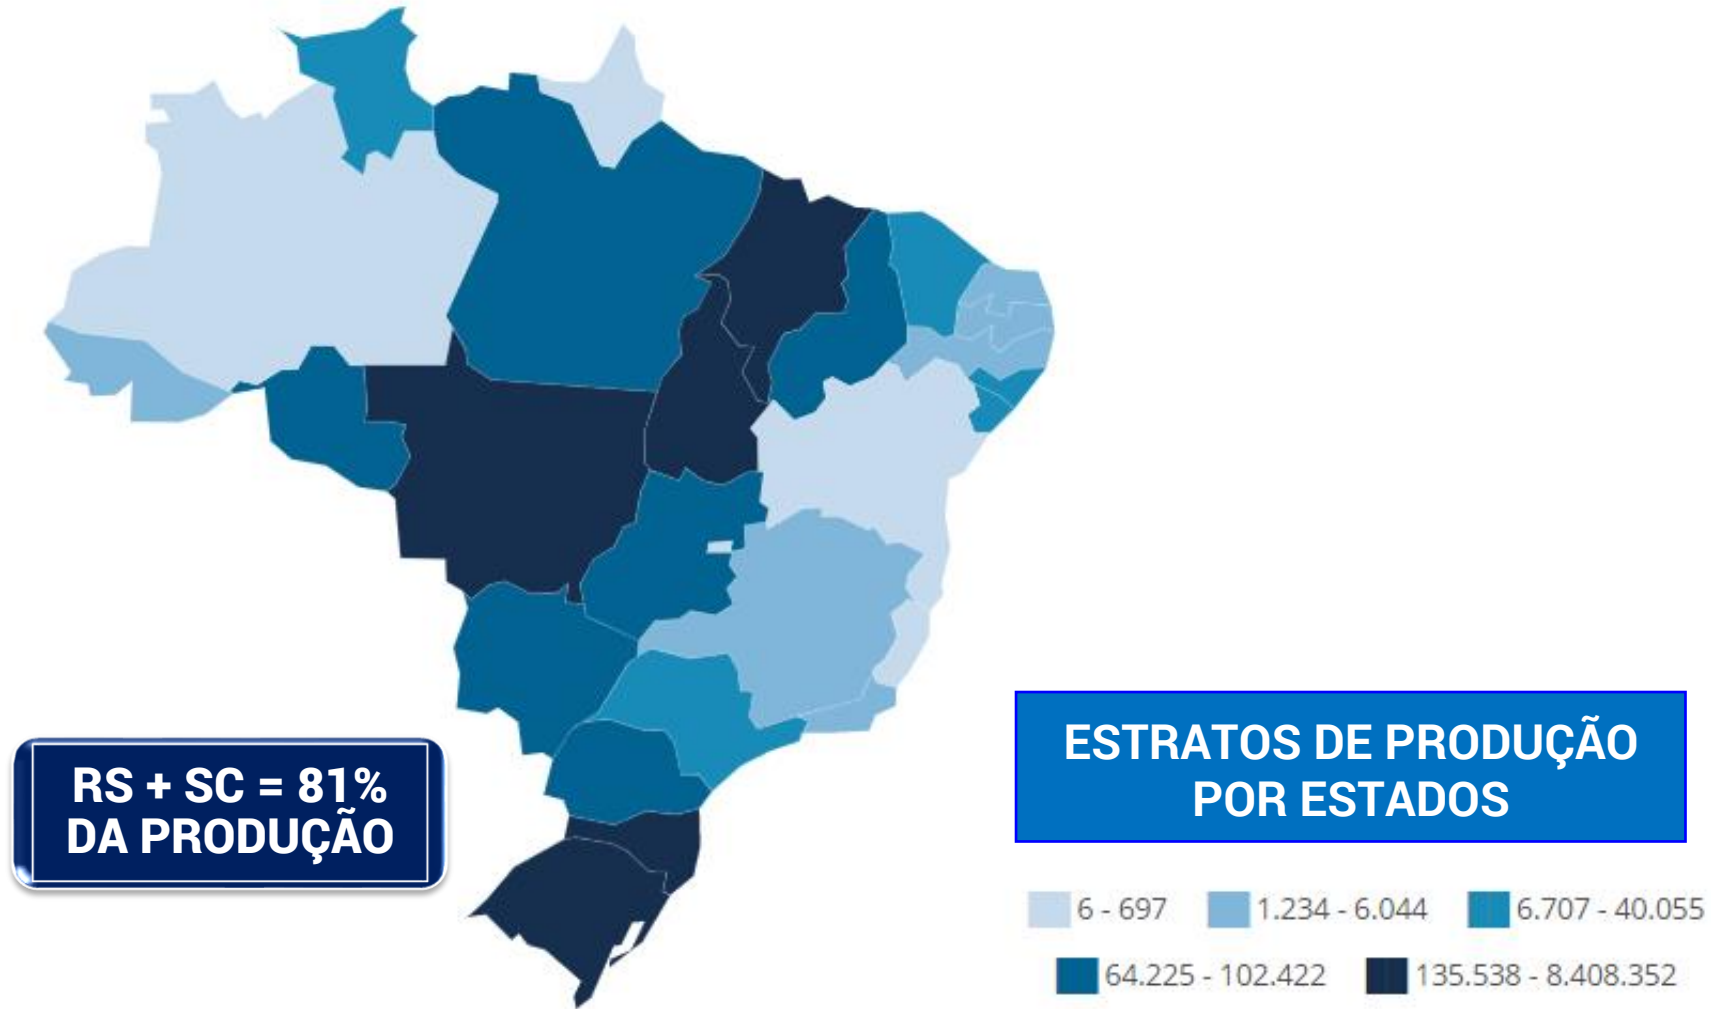 RS + SC = 81%
DA PRODUÇÃO
ESTRATOS DE PRODUÇÃO
POR ESTADOS
6 - 697
1.234 - 6.044
6.707 - 40.055
64.225 - 102.422
135.538 - 8.408.352